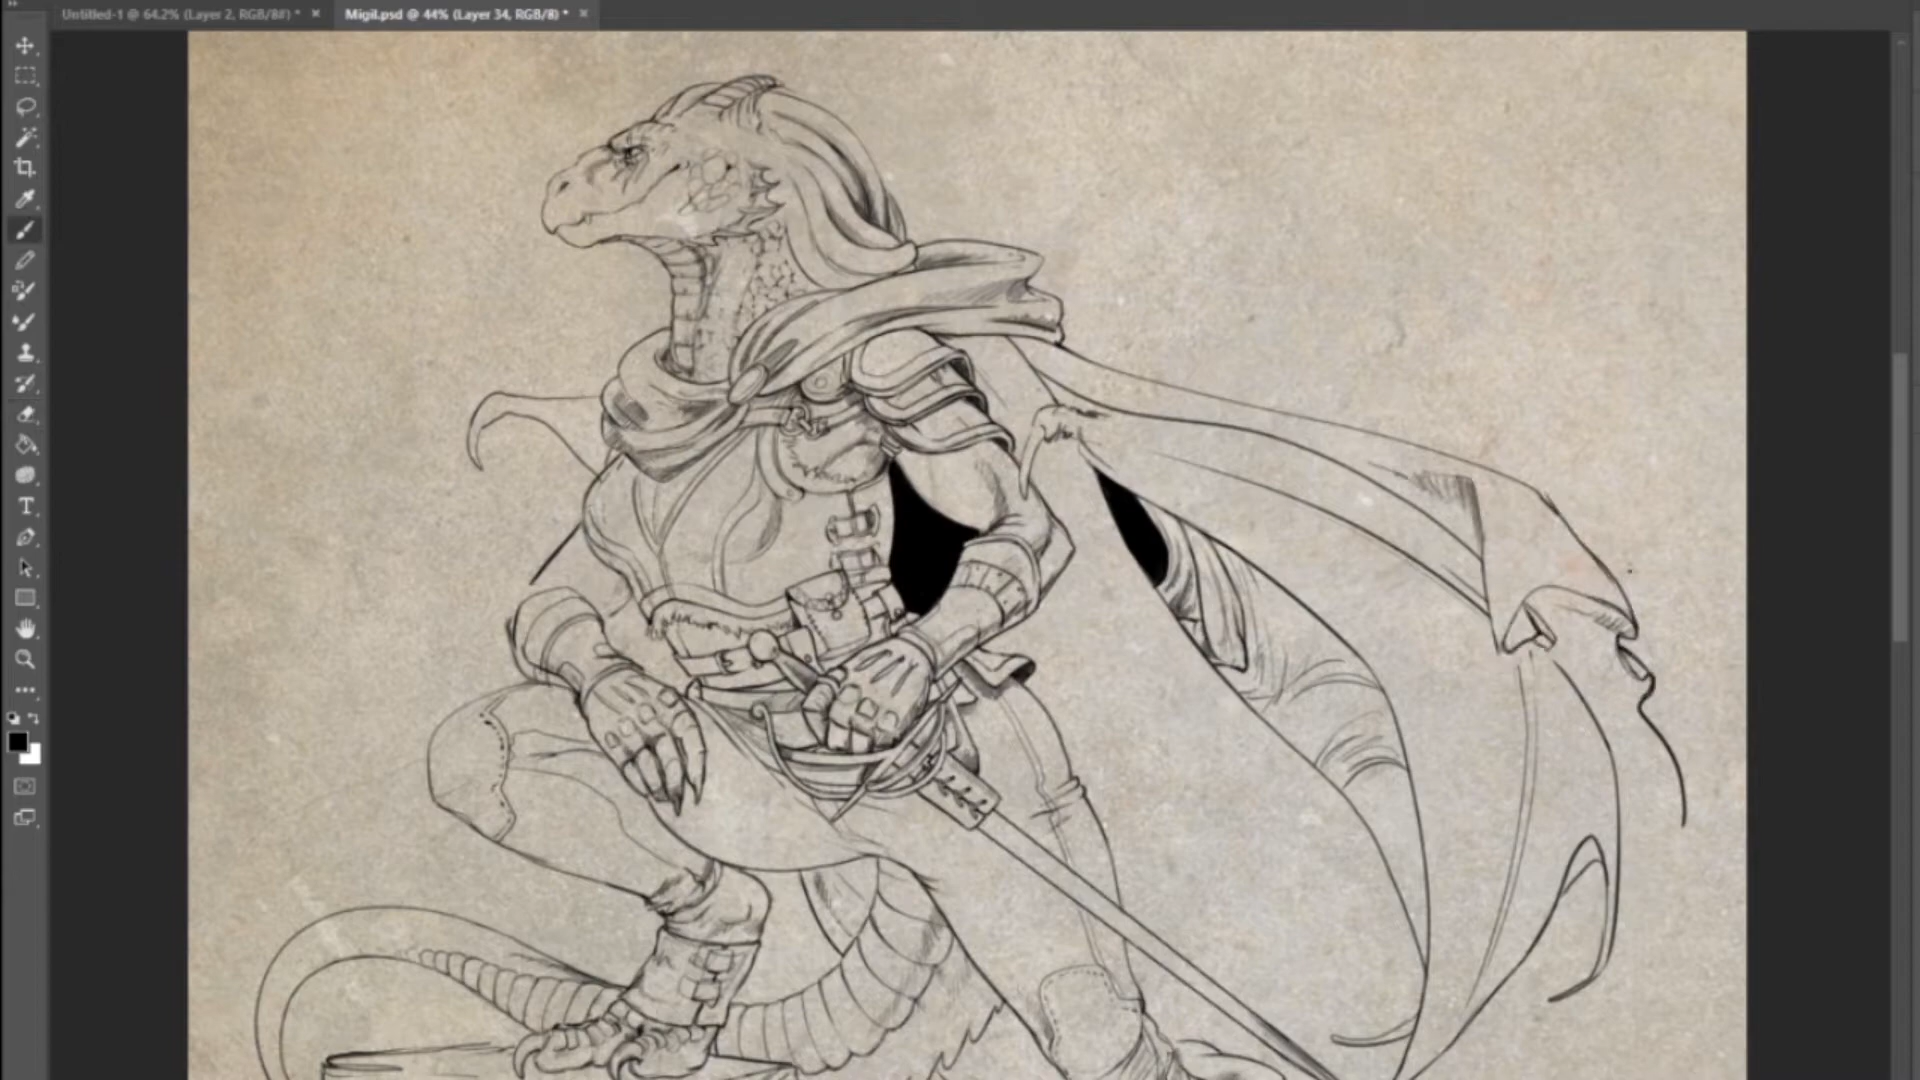 Untitled-1 @ 64.2% (Layer 2, RGB/8#) *
Migil.psd @ 44% (Layer 34, RGB/8) *